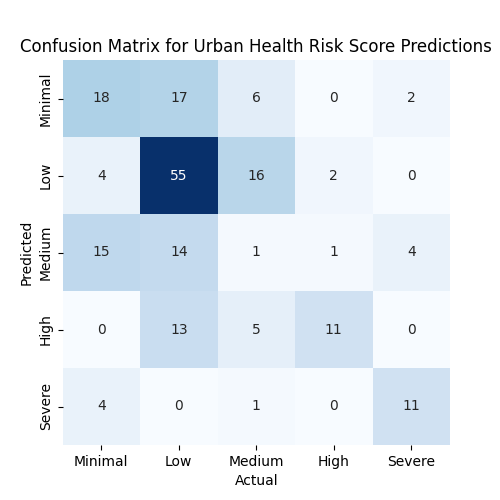 Confusion Matrix for Urban Health Risk Score Predictions
Minimal 18 17 6 0 2
Low 4 55 16 2 0
Medium 15 14 1 1 4
High 0 13 5 11 0
Severe 4 0 1 0 11
Predicted
Minimal Low Medium High Severe
Actual